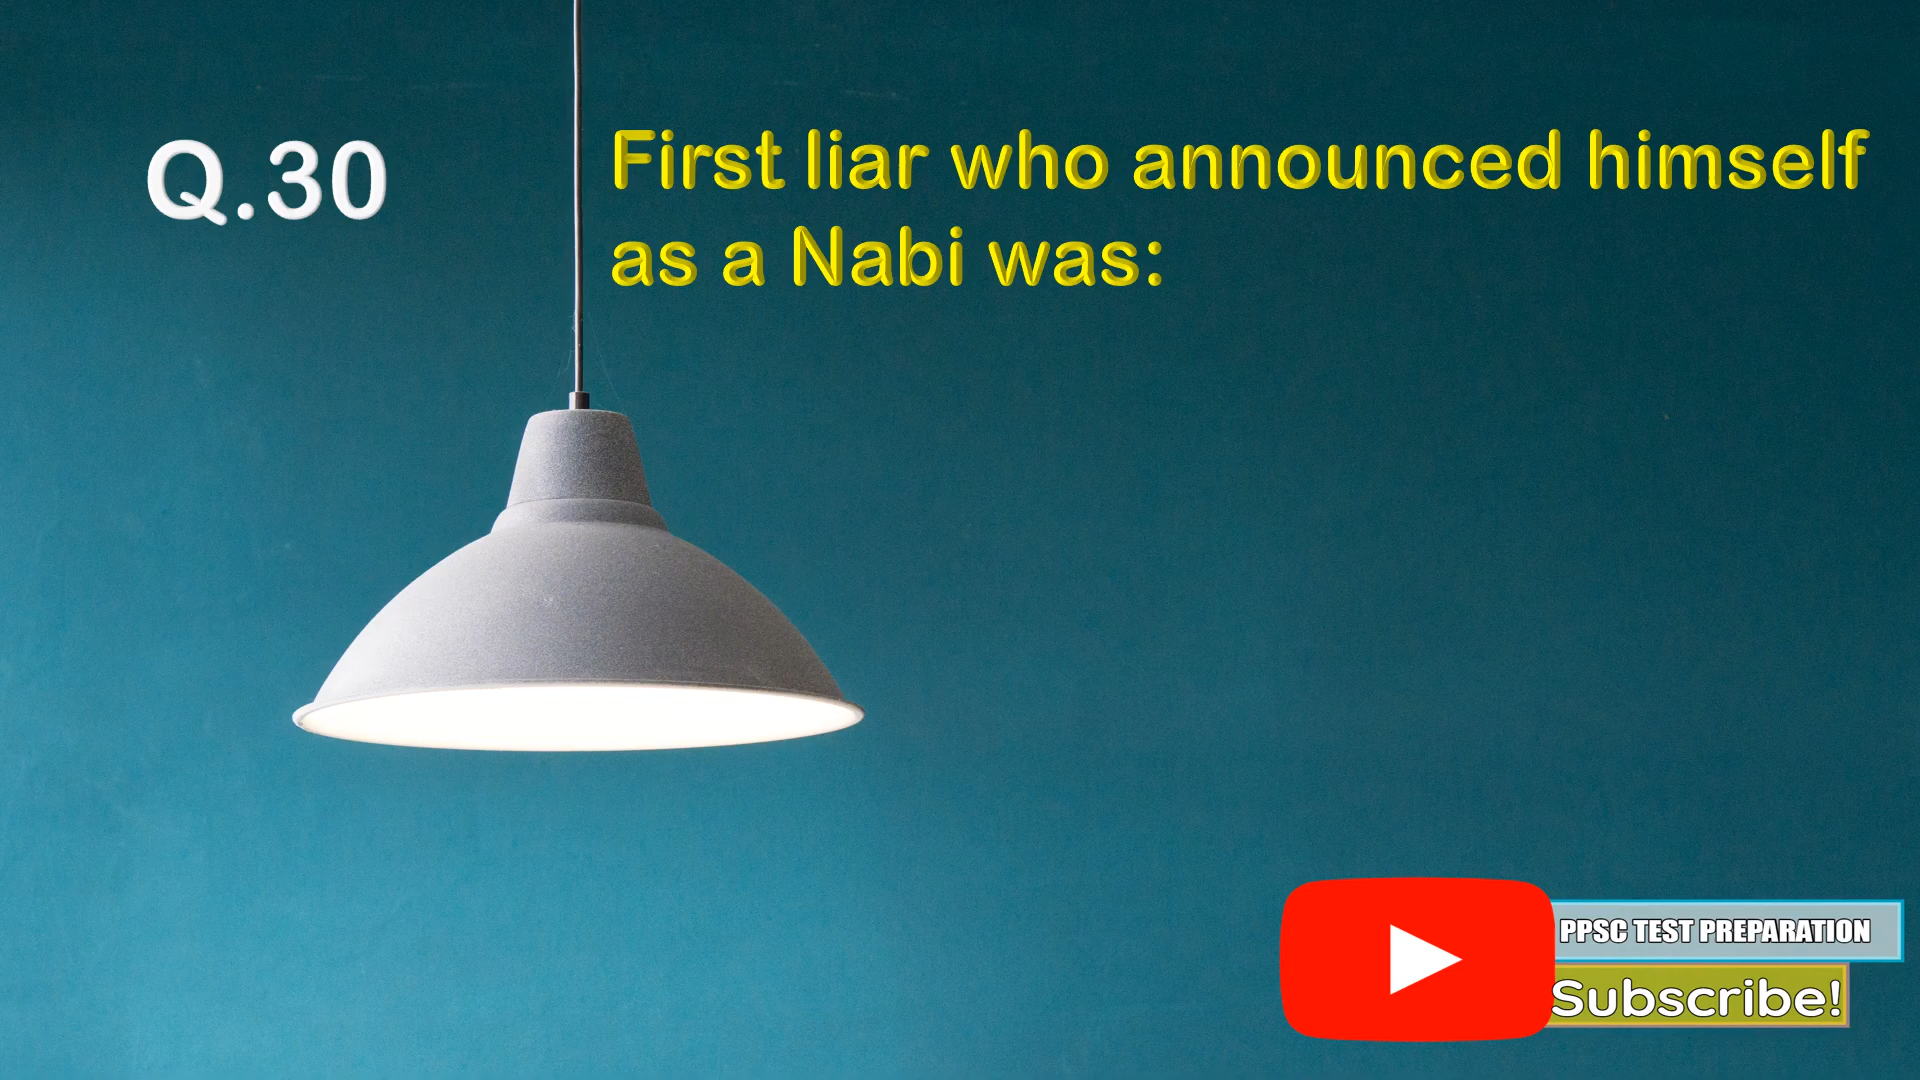 Q.30
First liar who announced himself
as a Nabi was:
PPSC TEST PREPARATION
Subscribe!